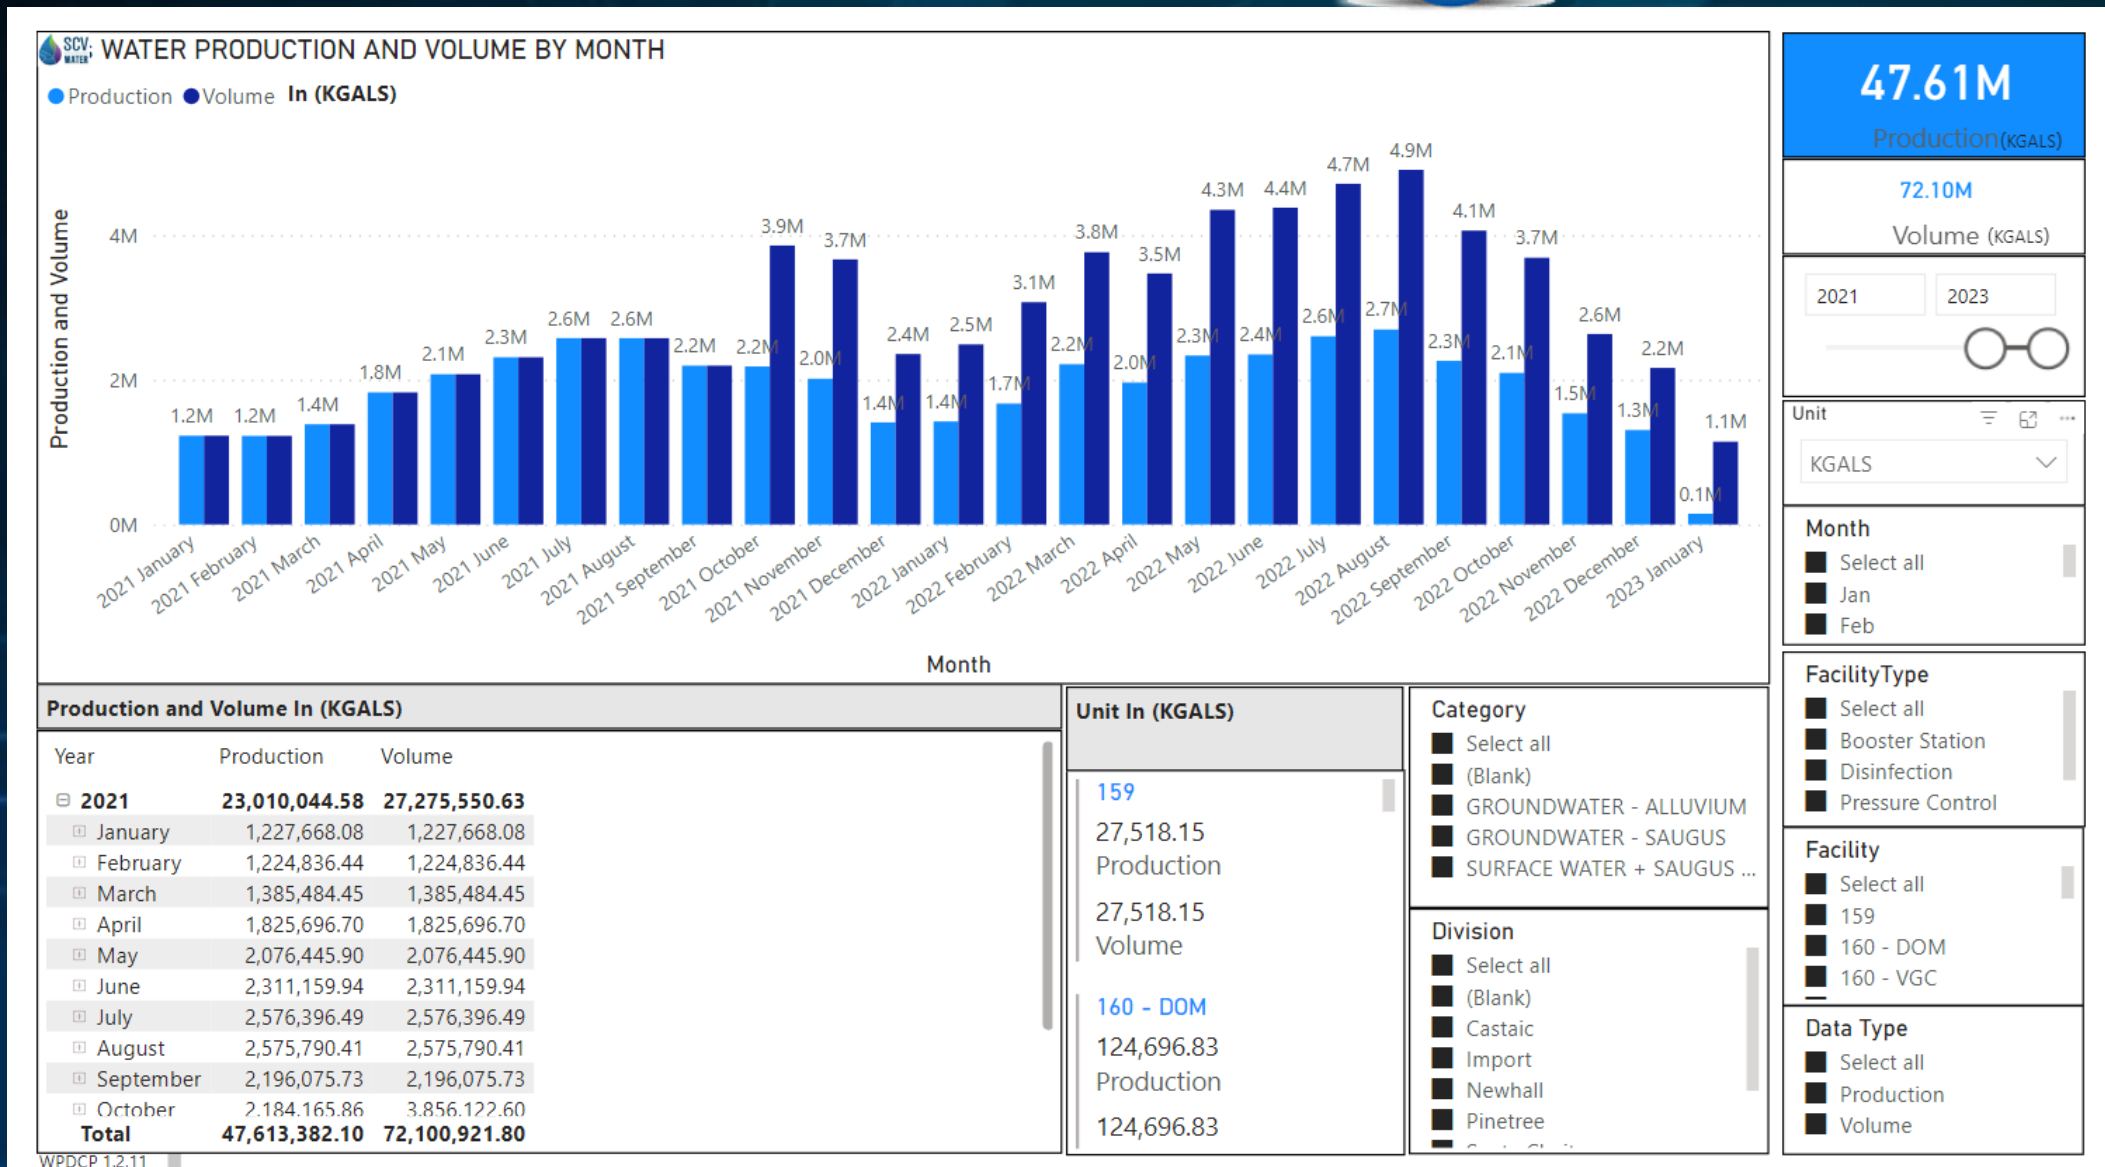 SCV WATER WATER PRODUCTION AND VOLUME BY MONTH
Production Volume In (KGALS)
Production and Volume
4M
2M
0M
1.2M 1.2M 1.4M 1.8M 2.1M 2.3M 2.6M 2.6M 2.2M 2.2M 3.9M 2.0M 3.7M 1.4M 2.4M 1.4M 2.5M 1.7M 3.1M 2.2M 3.8M 2.0M 3.5M 2.3M 4.3M 2.4M 4.4M 2.6M 4.7M 2.7M 4.9M 2.3M 4.1M 2.1M 3.7M 1.5M 2.6M 1.3M 2.2M 0.1M 1.1M
2021 January
2021 February
2021 March
2021 April
2021 May
2021 June
2021 July
2021 August
2021 September
2021 October
2021 November
2021 December
2022 January
2022 February
2022 March
2022 April
2022 May
2022 June
2022 July
2022 August
2022 September
2022 October
2022 November
2022 December
2023 January
Month
47.61M
Production(KGALS)
72.10M
Volume (KGALS)
2021 2023
Unit
KGALS
Month
Select all
Jan
Feb
FacilityType
Select all
Booster Station
Disinfection
Pressure Control
Facility
Select all
159
160 - DOM
160 - VGC
Data Type
Select all
Production
Volume
Production and Volume In (KGALS)
Year Production Volume
2021 23,010,044.58 27,275,550.63
January 1,227,668.08 1,227,668.08
February 1,224,836.44 1,224,836.44
March 1,385,484.45 1,385,484.45
April 1,825,696.70 1,825,696.70
May 2,076,445.90 2,076,445.90
June 2,311,159.94 2,311,159.94
July 2,576,396.49 2,576,396.49
August 2,575,790.41 2,575,790.41
September 2,196,075.73 2,196,075.73
October 2,184,165.86 3,856,122.60
Total 47,613,382.10 72,100,921.80
WPDCP 1.2.11
Unit In (KGALS)
159
27,518.15
Production
27,518.15
Volume
160 - DOM
124,696.83
Production
124,696.83
Category
Select all
(Blank)
GROUNDWATER - ALLUVIUM
GROUNDWATER - SAUGUS
SURFACE WATER + SAUGUS ...
Division
Select all
(Blank)
Castaic
Import
Newhall
Pinetree